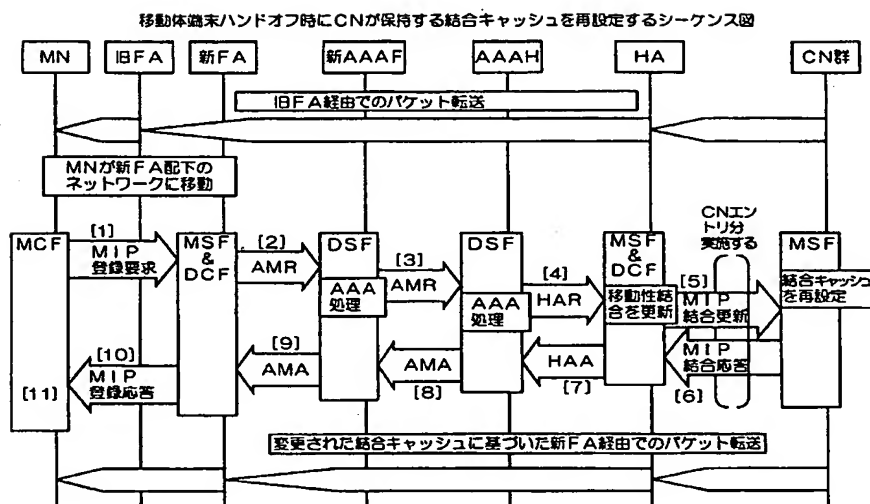 移動体端末ハンドオフ時にCNが保持する結合キャッシュを再設定するシーケンス図
MN
旧FA
新FA
新AAAF
AAAH
HA
CN群
旧FA経由でのパケット転送
MNが新FA配下の
ネットワークに移動
MCF
[1]
MIP
登録要求
MSF
&
DCF
[2]
AMR
DSF
AAA
処理
[3]
AMR
DSF
AAA
処理
[4]
HAR
MSF
&
DCF
移動性結
合を更新
CNエン
トリ分
実施する
[5]
MIP
結合更新
MSF
結合キャッシュ
を再設定
MIP
結合応答
[6]
HAA
[7]
AMA
[8]
[9]
AMA
[10]
MIP
登録応答
[11]
変更された結合キャッシュに基づいた新FA経由でのパケット転送